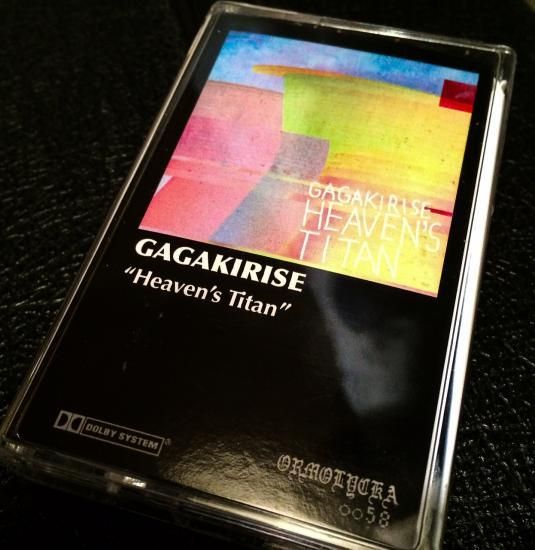 GAGAKIRISE
HEAVEN'S
TITAN
GAGAKIRISE
"Heaven's Titan"
DOLBY SYSTEM®
ORMOLYCKA
0058